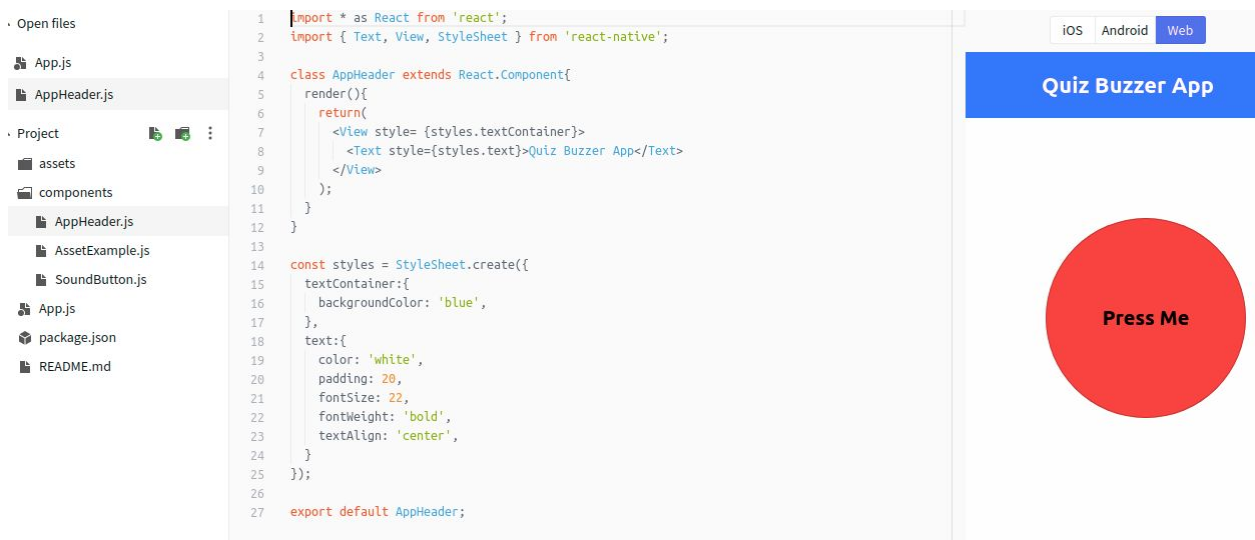 Open files
App.js
AppHeader.js
Project
assets
components
AppHeader.js
AssetExample.js
SoundButton.js
App.js
package.json
README.md
1 import * as React from 'react';
2 import { Text, View, StyleSheet } from 'react-native';
3
4 class AppHeader extends React.Component{
5   render(){
6     return(
7       <View style= {styles.textContainer}>
8         <Text style={styles.text}>Quiz Buzzer App</Text>
9       </View>
10     );
11   }
12 }
13
14 const styles = StyleSheet.create({
15   textContainer:{
16     backgroundColor: 'blue',
17   },
18   text:{
19     color: 'white',
20     padding: 20,
21     fontSize: 22,
22     fontWeight: 'bold',
23     textAlign: 'center',
24   }
25 });
26
27 export default AppHeader;
iOS Android Web
Quiz Buzzer App
Press Me